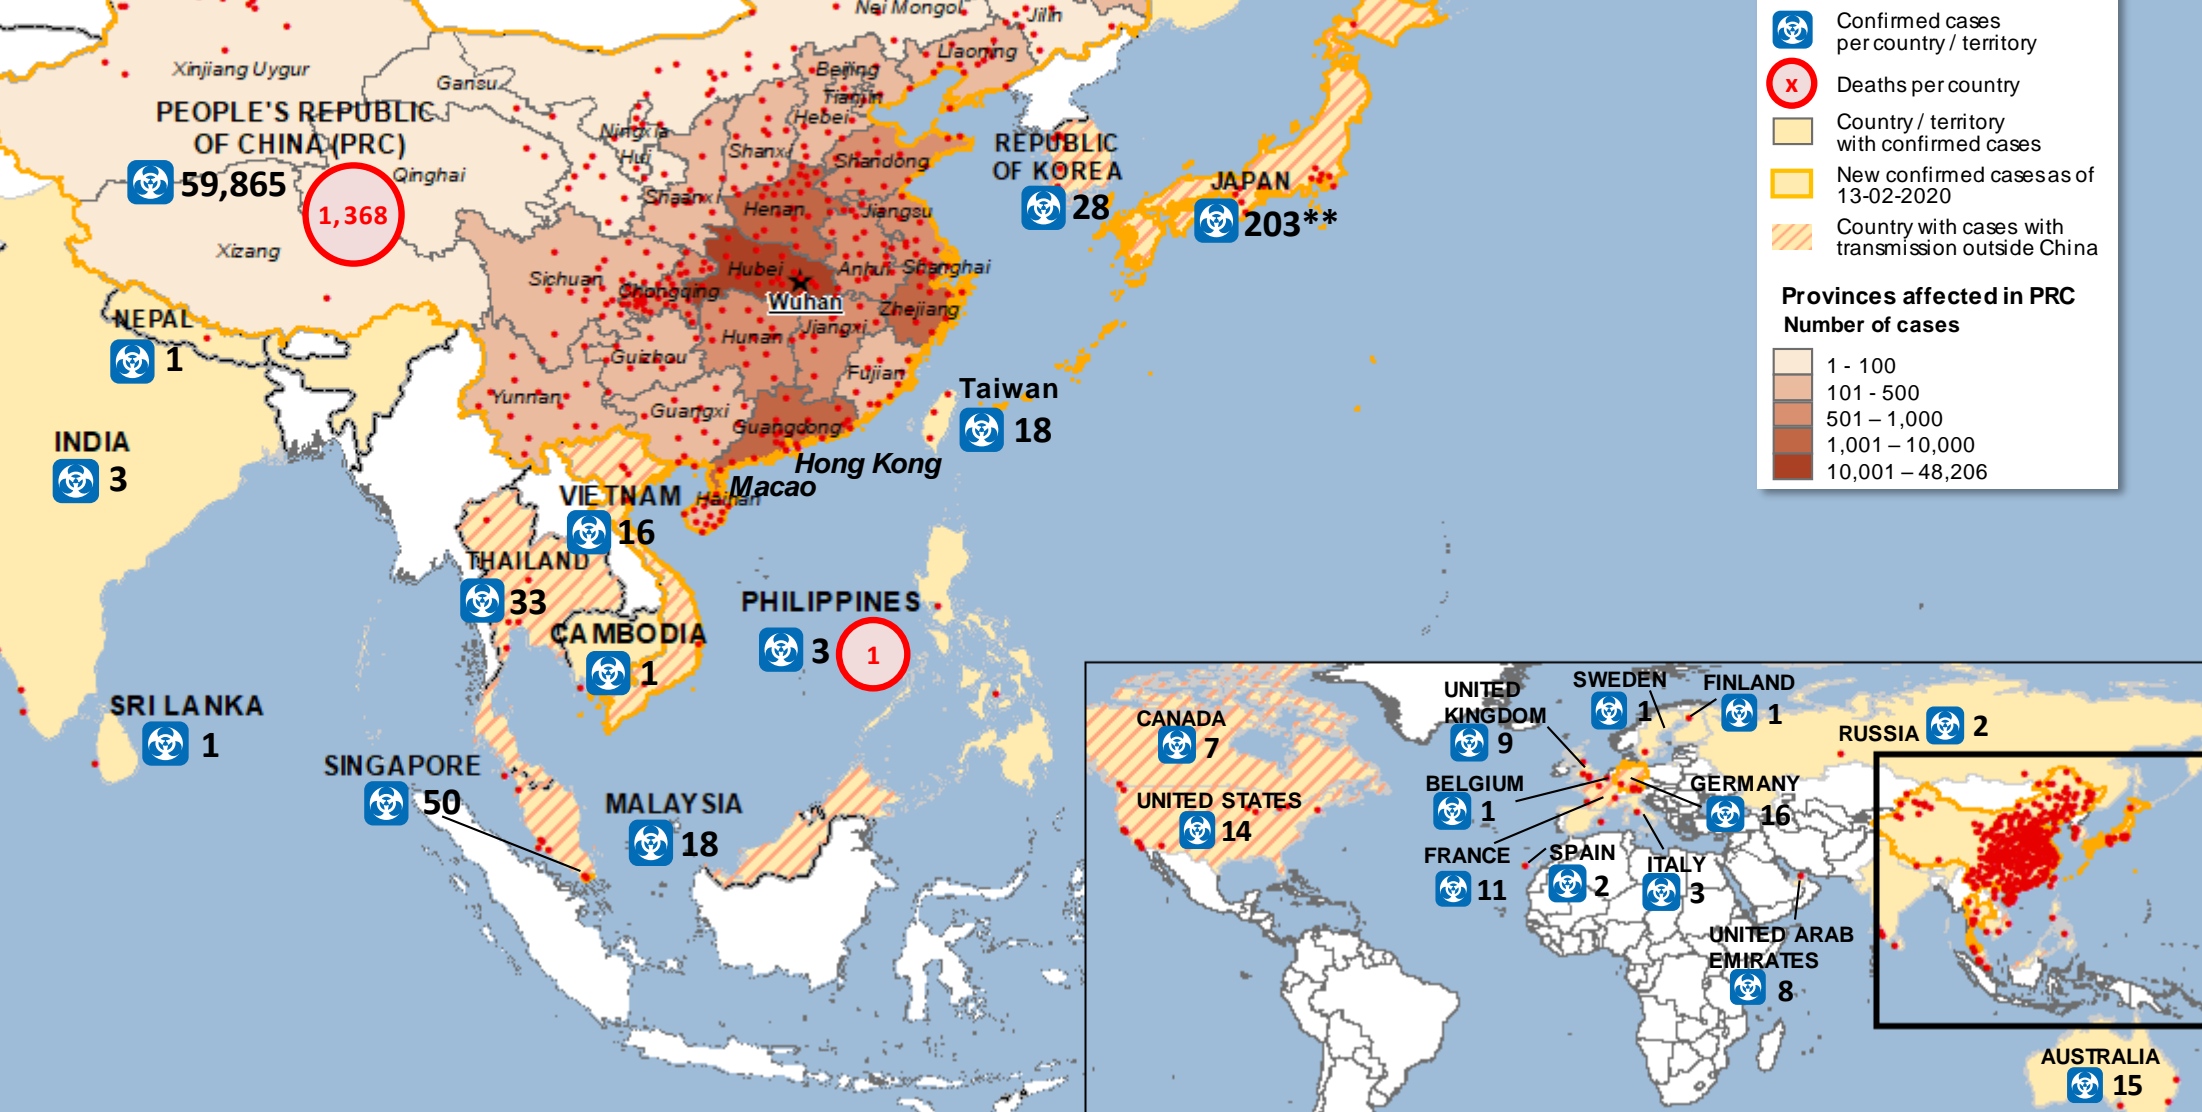 Nei Mongol
Jilin
Liaoning
Xinjiang Uygur
Gansu
Beijing
Tianjin
Hebei
PEOPLE'S REPUBLIC
OF CHINA (PRC)
59,865
1,368
Qinghai
Ningxia
Hui
Shanxi
Shandong
Shaanxi
Henan
Jiangsu
Xizang
Sichuan
Chongqing
Hubei
Wuhan
Anhui
Shanghai
Zhejiang
Hunan
Jiangxi
Guizhou
Fujian
Yunnan
Guangxi
Guangdong
Hong Kong
Macao
Hainan
REPUBLIC
OF KOREA
28
JAPAN
203**
Taiwan
18
NEPAL
1
INDIA
3
SRI LANKA
1
VIETNAM
16
THAILAND
33
CAMBODIA
1
PHILIPPINES
3
1
SINGAPORE
50
MALAYSIA
18
Confirmed cases
per country / territory
x
Deaths per country
Country / territory
with confirmed cases
New confirmed cases as of
13-02-2020
Country with cases with
transmission outside China
Provinces affected in PRC
Number of cases
1 - 100
101 - 500
501 – 1,000
1,001 – 10,000
10,001 – 48,206
CANADA
7
UNITED STATES
14
UNITED
KINGDOM
9
SWEDEN
1
FINLAND
1
RUSSIA
2
BELGIUM
1
GERMANY
16
FRANCE
11
SPAIN
2
ITALY
3
UNITED ARAB
EMIRATES
8
AUSTRALIA
15